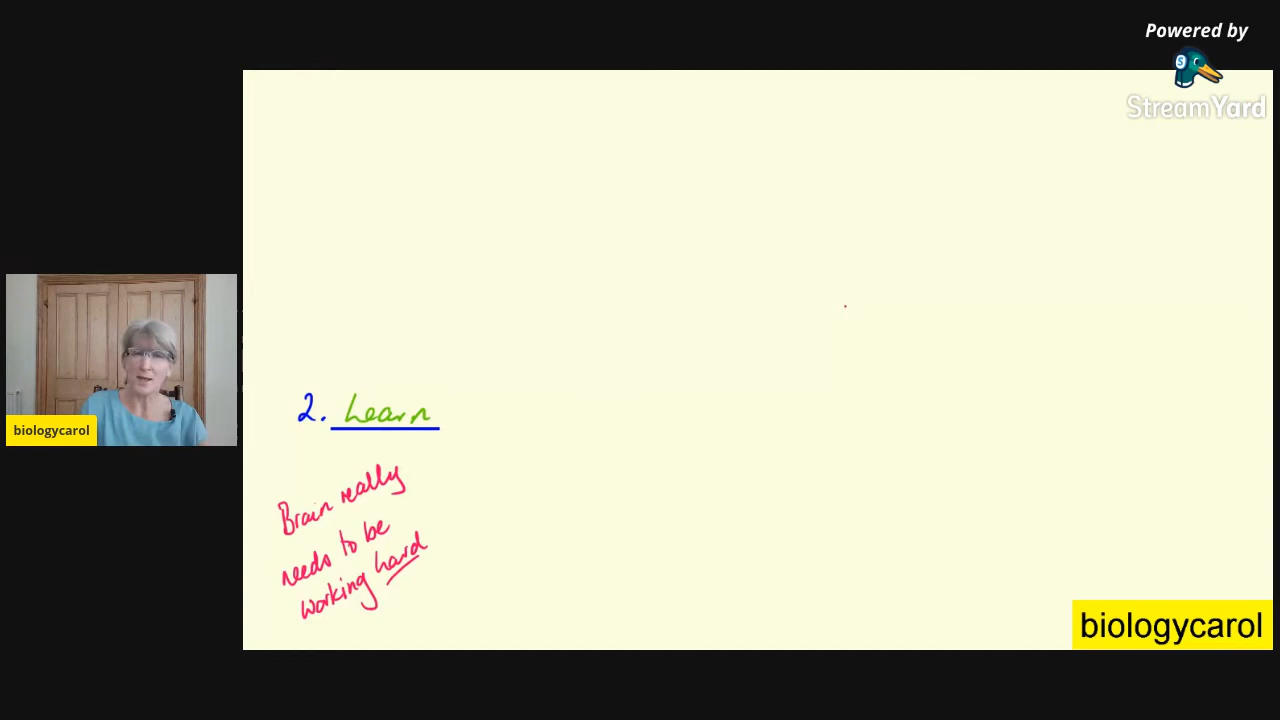 Powered by
StreamYard
2. Learn
Brain really
needs to be
working hard
biologycarol
biologycarol